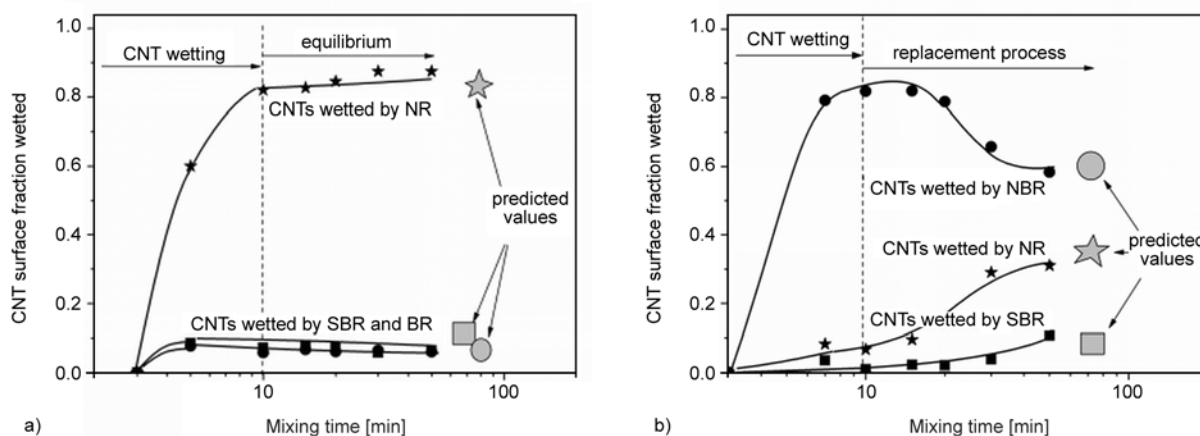 1.0
0.8
0.6
0.4
0.2
0.0
CNT surface fraction wetted
CNT wetting
equilibrium
CNTs wetted by NR
predicted
values
CNTs wetted by SBR and BR
10
100
Mixing time [min]
a)
1.0
0.8
0.6
0.4
0.2
0.0
CNT surface fraction wetted
CNT wetting
replacement process
CNTs wetted by NBR
CNTs wetted by NR
predicted
values
CNTs wetted by SBR
10
100
Mixing time [min]
b)